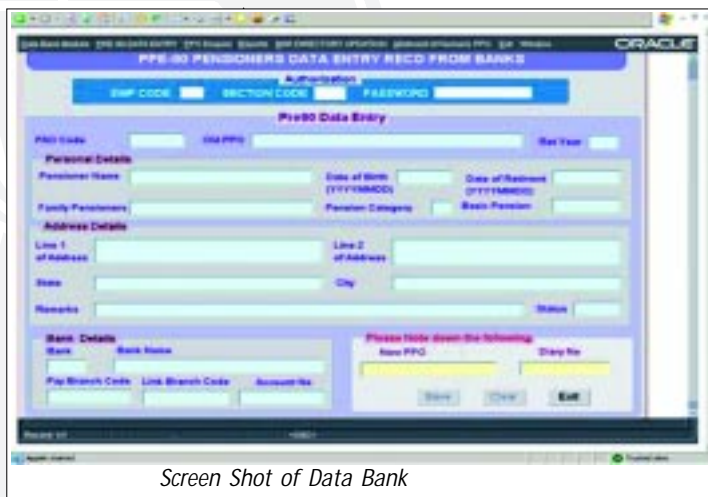 ORACLE
PPE-90 PENSIONERS DATA ENTRY RECD FROM BANKS
Authorization
EMP CODE SECTION CODE PASSWORD
Pre90 Data Entry
PAO Code Old PPO Ret Year
Personal Details
Pensioner Name Date of Birth (YYYYMMDD) Date of (YYYYMMDD)
Family Pensioners Pension Category Basic Pension
Address Details
Line 1 of Address Line 2 of Address
State City
Remarks Status
Bank Details
Bank Bank Name
Pay Branch Code Link Branch Code Account No
Please Note down the following
New PPO Diary No
Save Clear Exit
Screen Shot of Data Bank